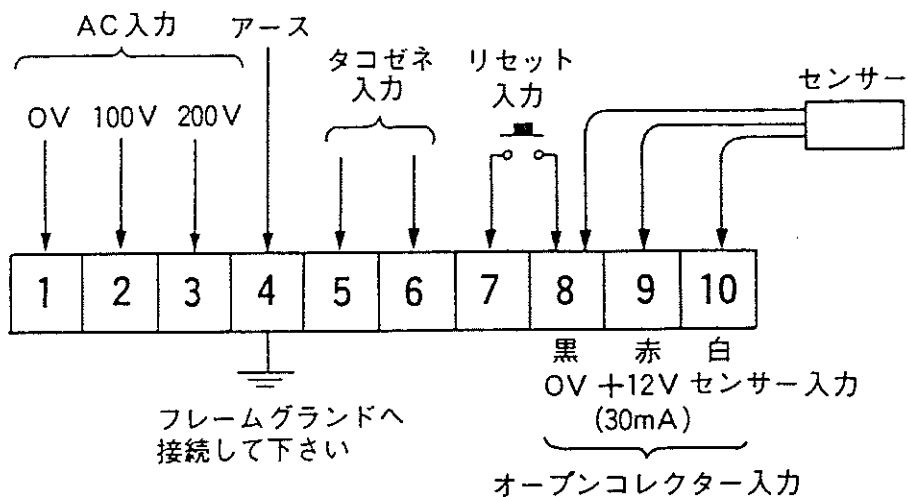 AC入力
アース
タコゼネ
入力
リセット
入力
センサー
0V 100V 200V
1 2 3 4 5 6 7 8 9 10
黒 赤 白
0V +12V センサー入力
(30mA)
フレームグランドへ
接続して下さい
オープンコレクター入力